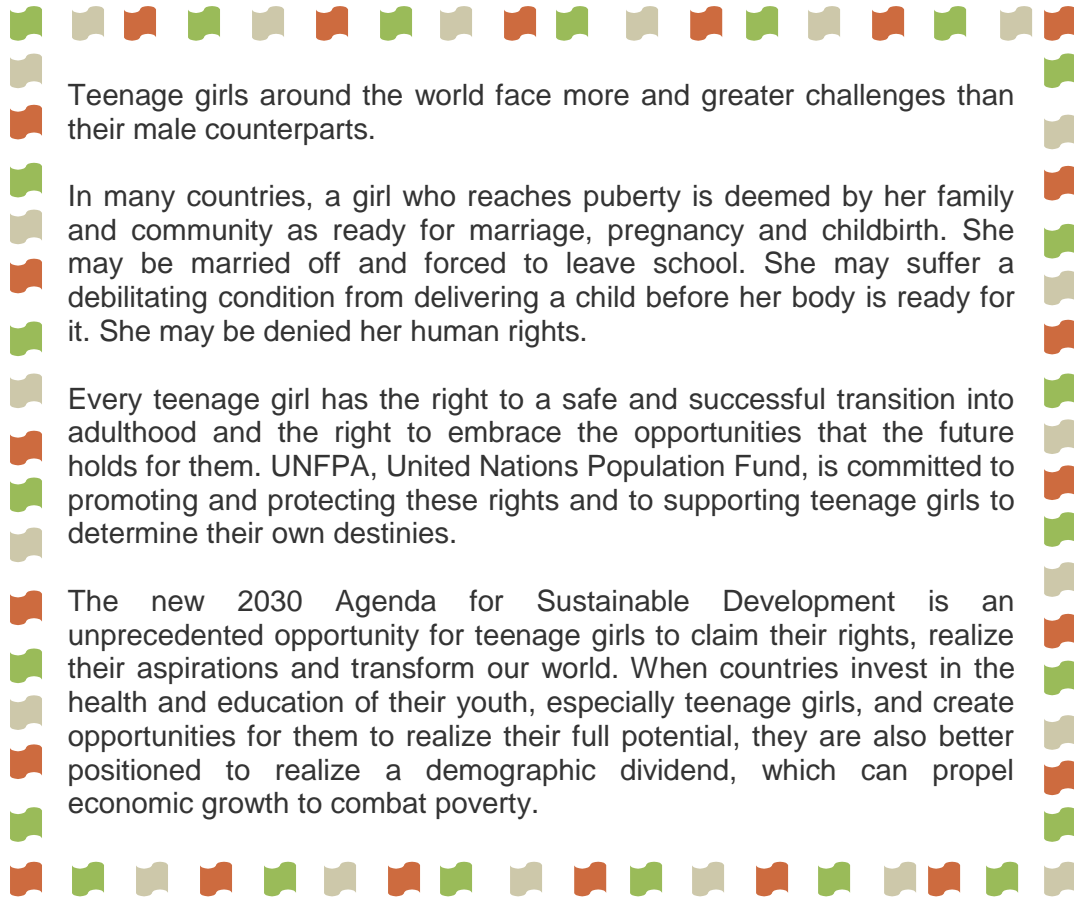 Teenage girls around the world face more and greater challenges than
their male counterparts.
In many countries, a girl who reaches puberty is deemed by her family
and community as ready for marriage, pregnancy and childbirth. She
may be married off and forced to leave school. She may suffer a
debilitating condition from delivering a child before her body is ready for
it. She may be denied her human rights.
Every teenage girl has the right to a safe and successful transition into
adulthood and the right to embrace the opportunities that the future
holds for them. UNFPA, United Nations Population Fund, is committed to
promoting and protecting these rights and to supporting teenage girls to
determine their own destinies.
The new 2030 Agenda for Sustainable Development is an
unprecedented opportunity for teenage girls to claim their rights, realize
their aspirations and transform our world. When countries invest in the
health and education of their youth, especially teenage girls, and create
opportunities for them to realize their full potential, they are also better
positioned to realize a demographic dividend, which can propel
economic growth to combat poverty.